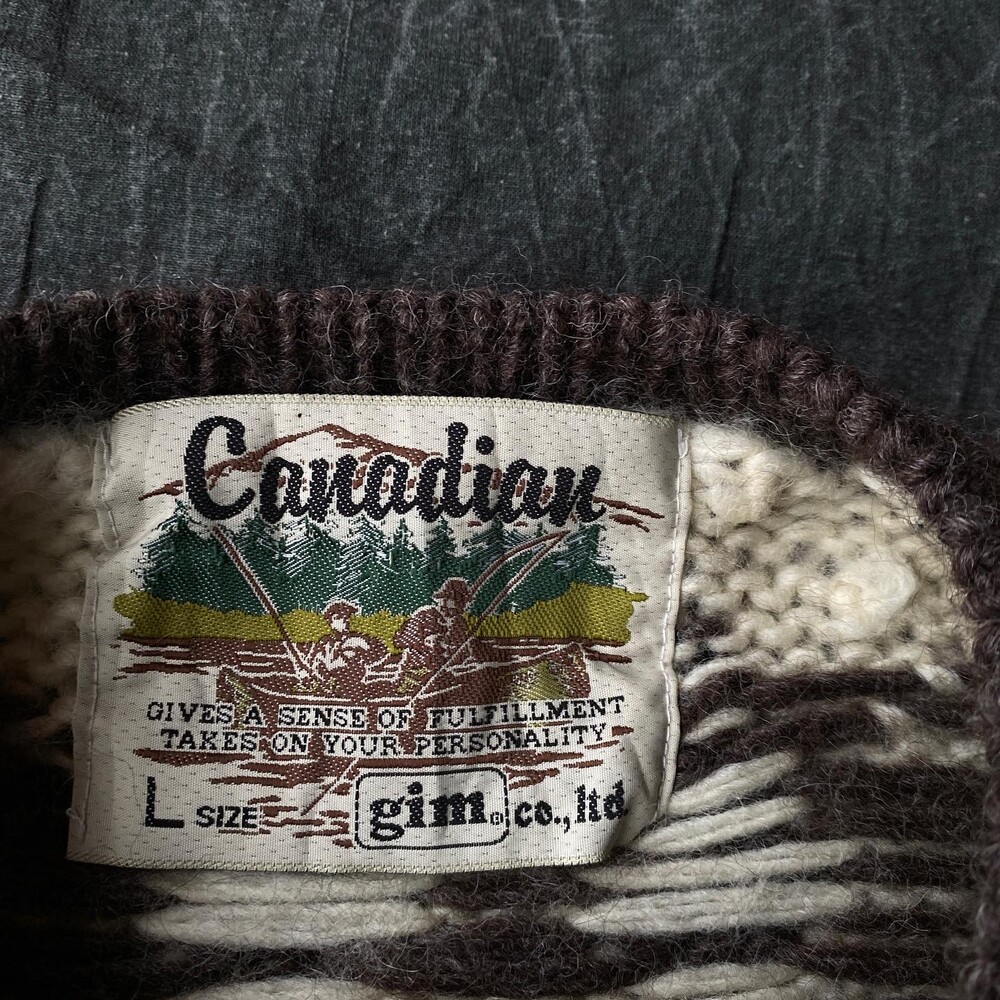 Canadian
GIVES A SENSE OF FULFILLMENT
TAKES ON YOUR PERSONALITY
L SIZE gim® co., ltd.